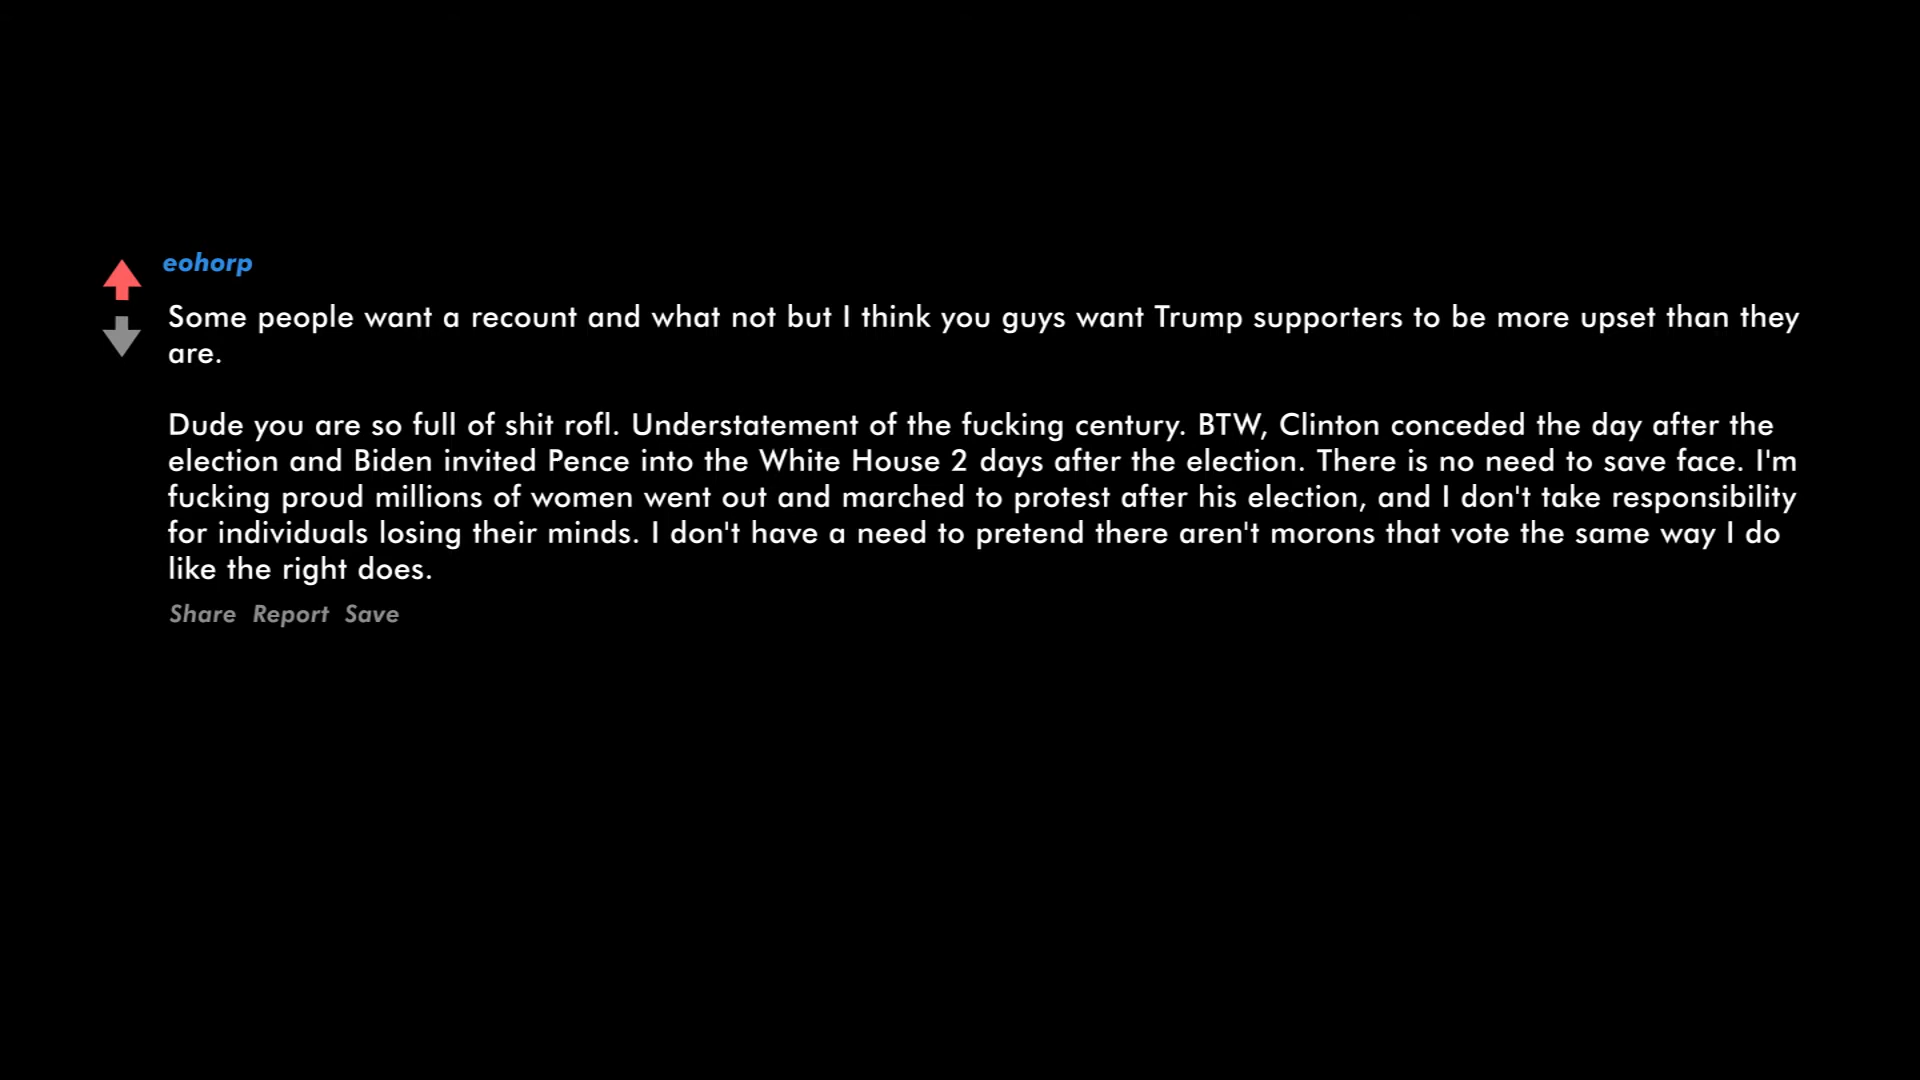 eohorp
Some people want a recount and what not but I think you guys want Trump supporters to be more upset than they
are.
Dude you are so full of shit rofl. Understatement of the fucking century. BTW, Clinton conceded the day after the
election and Biden invited Pence into the White House 2 days after the election. There is no need to save face. I'm
fucking proud millions of women went out and marched to protest after his election, and I don't take responsibility
for individuals losing their minds. I don't have a need to pretend there aren't morons that vote the same way I do
like the right does.
Share Report Save